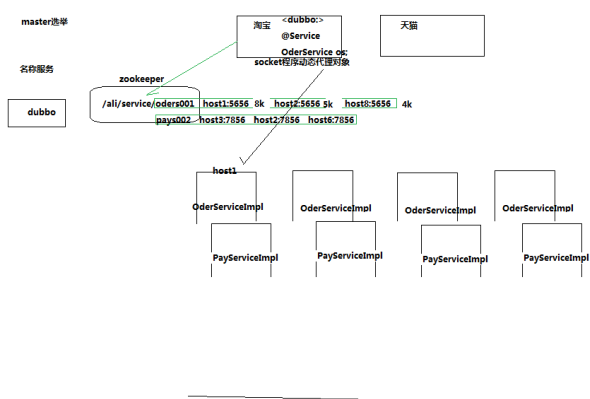 master选举
淘宝
<dubbo:>
@Service
OderService os;
socket程序动态代理对象
天猫
名称服务
zookeeper
dubbo
/ali/service/oders001 host1:5656 8k host2:5656 5k host8:5656 4k
pays002 host3:7856 host2:7856 host6:7856
host1
OderServiceImpl OderServiceImpl OderServiceImpl OderServiceImpl
PayServiceImpl PayServiceImpl PayServiceImpl PayServiceImpl